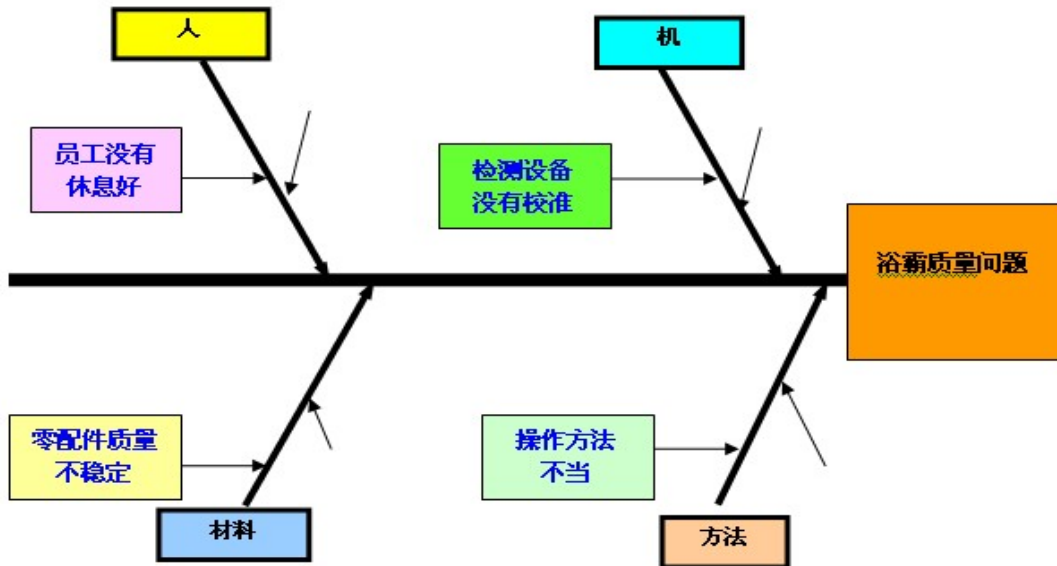 人
机
员工没有
休息好
检测设备
没有校准
浴霸质量问题
零配件质量
不稳定
操作方法
不当
材料
方法